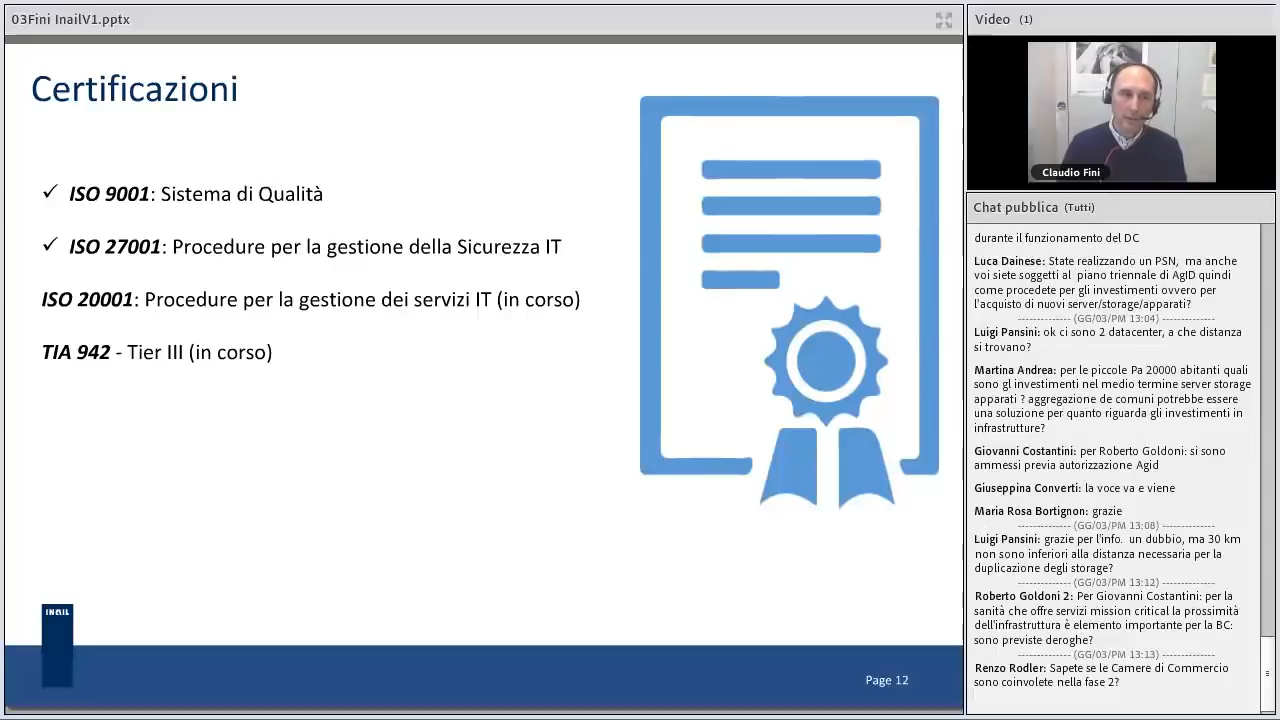 03Fini InailV1.pptx
Certificazioni
✓ ISO 9001: Sistema di Qualità
✓ ISO 27001: Procedure per la gestione della Sicurezza IT
ISO 20001: Procedure per la gestione dei servizi IT (in corso)
TIA 942 - Tier III (in corso)
INAIL
Page 12
Video (1)
Claudio Fini
Chat pubblica (Tutti)
durante il funzionamento del DC
Luca Dainese: State realizzando un PSN, ma anche
voi siete soggetti al piano triennale di AgID quindi
come procedete per gli investimenti ovvero per
l'acquisto di nuovi server/storage/apparati?
-------------- (GG/03/PM 13:04) --------------
Luigi Pansini: ok ci sono 2 datacenter, a che distanza
si trovano?
Martina Andrea: per le piccole Pa 20000 abitanti quali
sono gl investimenti nel medio termine server storage
apparati ? aggregazione de comuni potrebbe essere
una soluzione per quanto riguarda gli investimenti in
infrastrutture?
Giovanni Costantini: per Roberto Goldoni: si sono
ammessi previa autorizzazione Agid
Giuseppina Converti: la voce va e viene
Maria Rosa Bortignon: grazie
-------------- (GG/03/PM 13:08) --------------
Luigi Pansini: grazie per l'info. un dubbio, ma 30 km
non sono inferiori alla distanza necessaria per la
duplicazione degli storage?
-------------- (GG/03/PM 13:12) --------------
Roberto Goldoni 2: Per Giovanni Costantini: per la
sanità che offre servizi mission critical la prossimità
dell'infrastruttura è elemento importante per la BC:
sono previste deroghe?
-------------- (GG/03/PM 13:13) --------------
Renzo Rodler: Sapete se le Camere di Commercio
sono coinvolete nella fase 2?